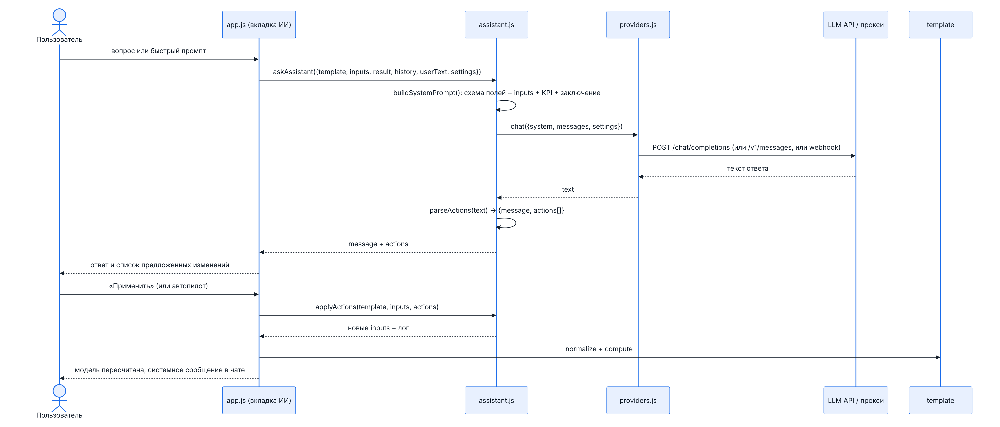 Пользователь
app.js (вкладка ИИ)
assistant.js
providers.js
LLM API / прокси
template
вопрос или быстрый промпт
askAssistant({template, inputs, result, history, userText, settings})
buildSystemPrompt(): схема полей + inputs + KPI + заключение
chat({system, messages, settings})
POST /chat/completions (или /v1/messages, или webhook)
текст ответа
text
parseActions(text) → {message, actions[]}
message + actions
ответ и список предложенных изменений
«Применить» (или автопилот)
applyActions(template, inputs, actions)
новые inputs + лог
normalize + compute
модель пересчитана, системное сообщение в чате
Пользователь
app.js (вкладка ИИ)
assistant.js
providers.js
LLM API / прокси
template